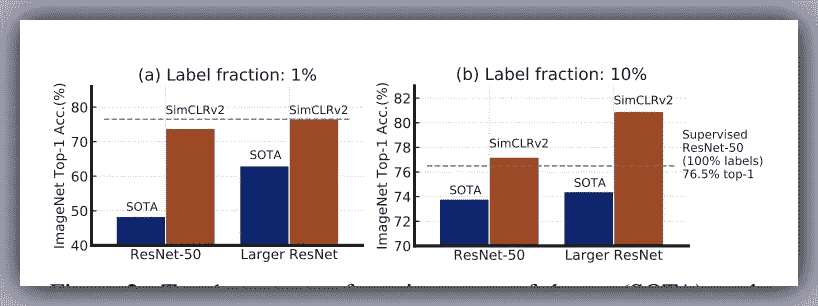 (a) Label fraction: 1%
ImageNet Top-1 Acc.(%)
80
70
60
50
40
SOTA
SimCLRv2
SOTA
SimCLRv2
ResNet-50
Larger ResNet
(b) Label fraction: 10%
ImageNet Top-1 Acc.(%)
82
80
78
76
74
72
70
SOTA
SimCLRv2
SOTA
SimCLRv2
ResNet-50
Larger ResNet
Supervised
ResNet-50
(100% labels)
76.5% top-1